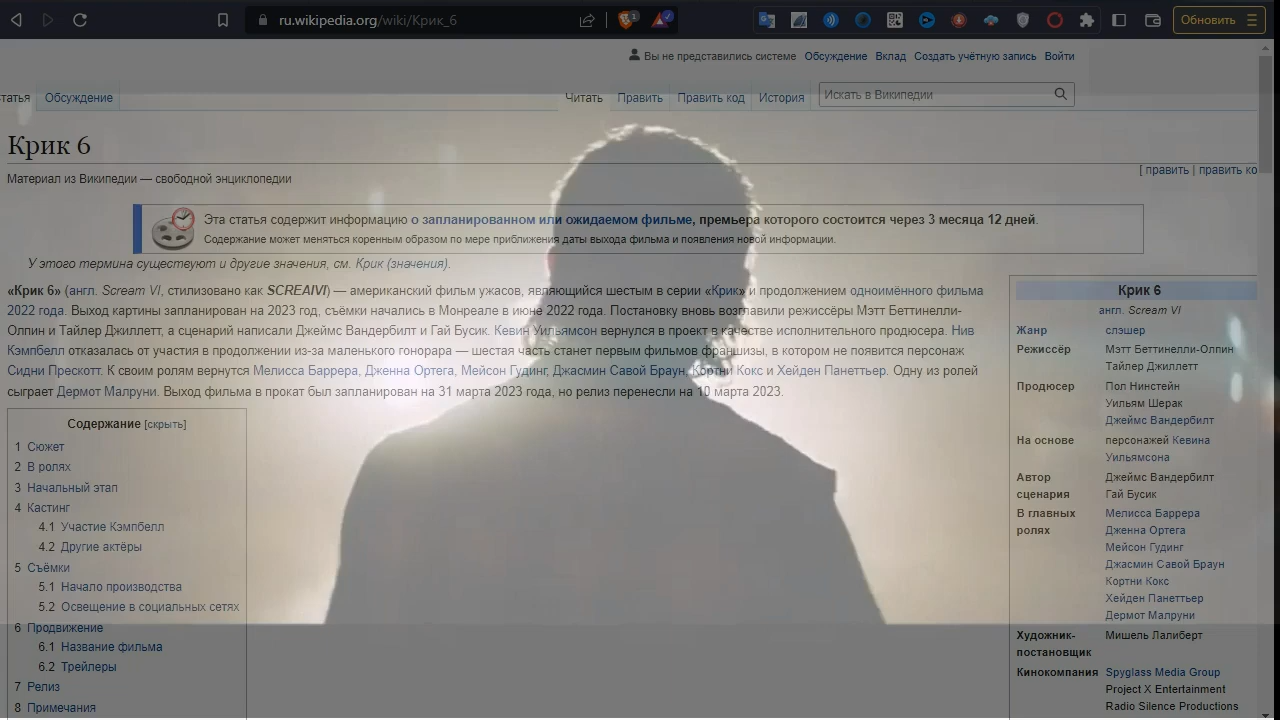 ru.wikipedia.org/wiki/Крик_6
1
Обновить
Вы не представились системе Обсуждение Вклад Создать учётную запись Войти
татья Обсуждение Читать Править Править код История Искать в Википедии
Крик 6
[ править | править ко
Материал из Википедии — свободной энциклопедии
Эта статья содержит информацию о запланированном или ожидаемом фильме, премьера которого состоится через 3 месяца 12 дней.
Содержание может меняться коренным образом по мере приближения даты выхода фильма и появления новой информации.
У этого термина существуют и другие значения, см. Крик (значения).
«Крик 6» (англ. Scream VI, стилизовано как SCREAIVI) — американский фильм ужасов, являющийся шестым в серии «Крик» и продолжением одноимённого фильма
2022 года. Выход картины запланирован на 2023 год, съёмки начались в Монреале в июне 2022 года. Постановку вновь возглавили режиссёры Мэтт Беттинелли-
Олпин и Тайлер Джиллетт, а сценарий написали Джеймс Вандербилт и Гай Бусик. Кевин Уильямсон вернулся в проект в качестве исполнительного продюсера. Нив
Кэмпбелл отказалась от участия в продолжении из-за маленького гонорара — шестая часть станет первым фильмов франшизы, в котором не появится персонаж
Сидни Прескотт. К своим ролям вернутся Мелисса Баррера, Дженна Ортега, Мейсон Гудинг, Джасмин Савой Браун, Кортни Кокс и Хейден Панеттьер. Одну из ролей
сыграет Дермот Малруни. Выход фильма в прокат был запланирован на 31 марта 2023 года, но релиз перенесли на 10 марта 2023.
Содержание [скрыть]
1 Сюжет
2 В ролях
3 Начальный этап
4 Кастинг
4.1 Участие Кэмпбелл
4.2 Другие актёры
5 Съёмки
5.1 Начало производства
5.2 Освещение в социальных сетях
6 Продвижение
6.1 Название фильма
6.2 Трейлеры
7 Релиз
8 Примечания
Крик 6
англ. Scream VI
Жанр слэшер
Режиссёр Мэтт Беттинелли-Олпин
Тайлер Джиллетт
Продюсер Пол Нинстейн
Уильям Шерак
Джеймс Вандербилт
На основе персонажей Кевина
Уильямсона
Автор Джеймс Вандербилт
сценария Гай Бусик
В главных Мелисса Баррера
ролях Дженна Ортега
Мейсон Гудинг
Джасмин Савой Браун
Кортни Кокс
Хейден Панеттьер
Дермот Малруни
Художник- Мишель Лалиберт
постановщик
Кинокомпания Spyglass Media Group
Project X Entertainment
Radio Silence Productions